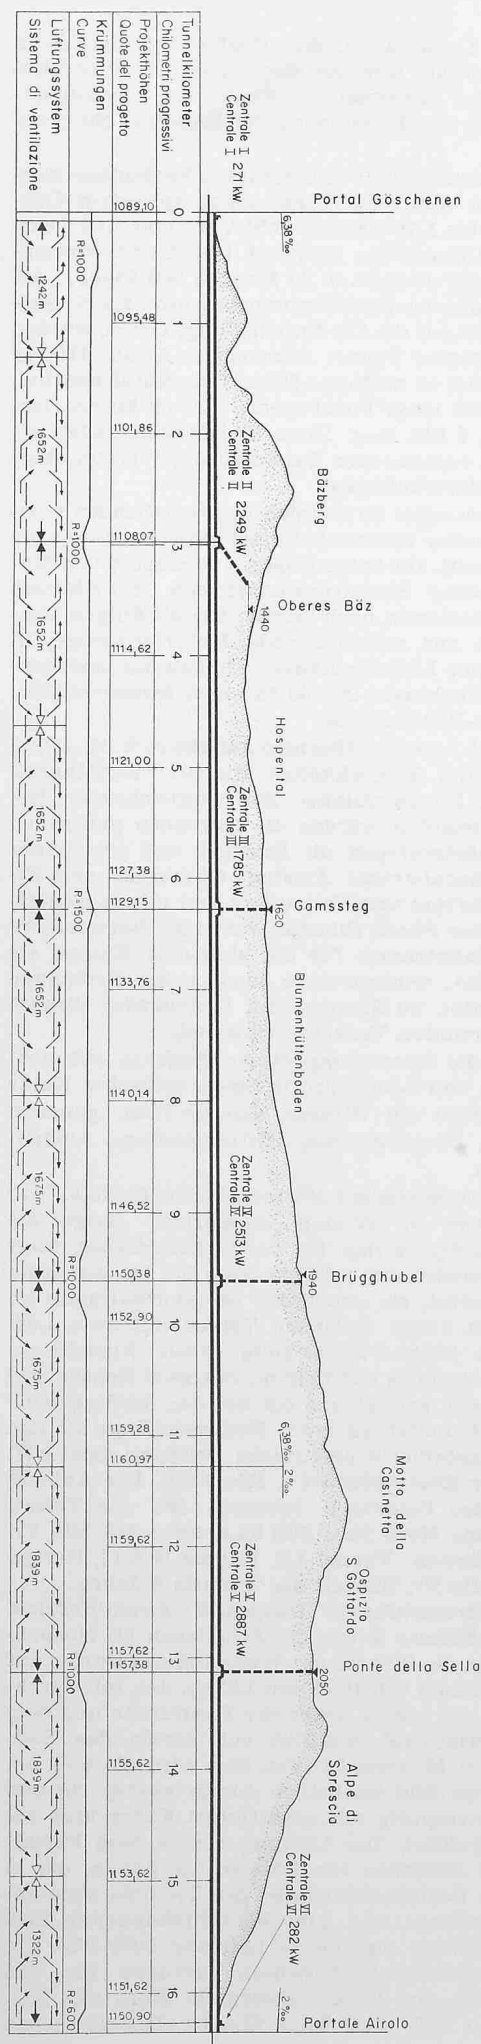 Portal Göschenen
Bäzberg
Oberes Bäz
Hospental
Gamssteg
Blumenhüttenboden
Brügghubel
Motto della
Casinetta
Ospizio
S Gottardo
Ponte della Sella
Alpe di
Sorescia
Portale Airolo
6,38‰
1440
1620
1940
6,38‰ 2‰
2050
2‰
Zentrale I
Centrale I 271 kW
Zentrale II
Centrale II 2249 kW
Zentrale III
Centrale III 1785 kW
Zentrale IV
Centrale IV 2513 kW
Zentrale V
Centrale V 2887 kW
Zentrale VI
Centrale VI 282 kW
Tunnelkilometer
Chilometri progressivi
0 1 2 3 4 5 6 7 8 9 10 11 12 13 14 15 16
Projekthöhen
Quote del progetto
1089,10 1095,48 1101,86 1108,07 1114,62 1121,00 1127,38 1129,15 1133,76 1140,14 1146,52 1150,38 1152,90 1159,28 1160,97 1159,62 1157,62 1157,38 1155,62 1153,62 1151,62 1150,90
Krümmungen
Curve
R=1000 R=1000 R=1500 R=1000 R=1000 R=600
Lüftungssystem
Sistema di ventilazione
1242m 1652m 1652m 1652m 1652m 1675m 1675m 1839m 1839m 1322m